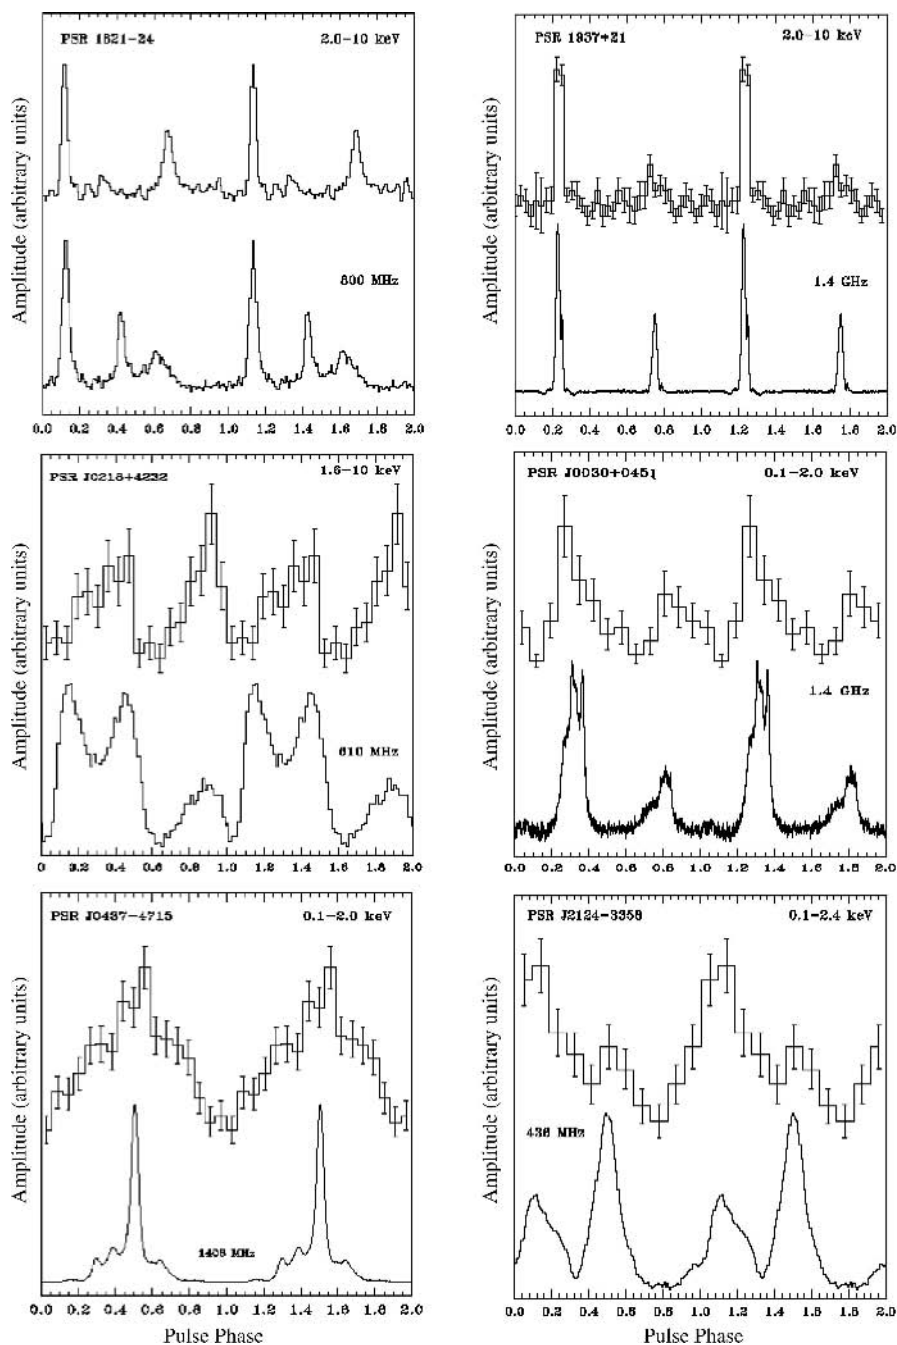 PSR 1821-24
2.0-10 keV
Amplitude (arbitrary units)
800 MHz
0.0 0.2 0.4 0.6 0.8 1.0 1.2 1.4 1.6 1.8 2.0
PSR 1937+21
2.0-10 keV
Amplitude (arbitrary units)
1.4 GHz
0.0 0.2 0.4 0.6 0.8 1.0 1.2 1.4 1.6 1.8 2.0
PSR J0218+4232
1.6-10 keV
Amplitude (arbitrary units)
610 MHz
0 0.2 0.4 0.6 0.8 1.0 1.2 1.4 1.6 1.8 2.0
PSR J0030+0451
0.1-2.0 keV
Amplitude (arbitrary units)
1.4 GHz
0.0 0.2 0.4 0.6 0.8 1.0 1.2 1.4 1.6 1.8 2.0
PSR J0437-4715
0.1-2.0 keV
Amplitude (arbitrary units)
1408 MHz
0.0 0.2 0.4 0.6 0.8 1.0 1.2 1.4 1.6 1.8 2.0
Pulse Phase
PSR J2124-3358
0.1-2.4 keV
Amplitude (arbitrary units)
436 MHz
0.0 0.2 0.4 0.6 0.8 1.0 1.2 1.4 1.6 1.8 2.0
Pulse Phase